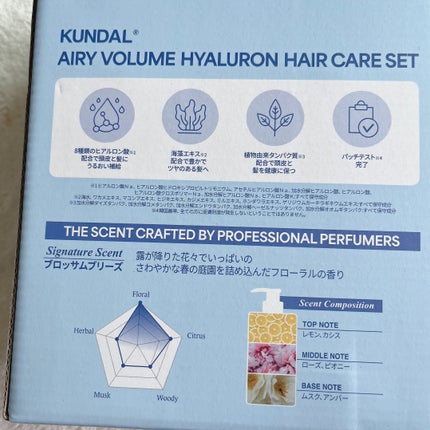 KUNDAL®
AIRY VOLUME HYALURON HAIR CARE SET
8種類のヒアルロン酸※1
配合で頭皮と髪に
うるおい補給
海藻エキス※2
配合で豊かで
ツヤのある髪へ
植物由来タンパク質※3
配合で頭皮と
髪を健康に保つ
パッチテスト※4
完了
THE SCENT CRAFTED BY PROFESSIONAL PERFUMERS
Signature Scent
ブロッサムブリーズ
露が降りた花々でいっぱいの
さわやかな春の庭園を詰め込んだフローラルの香り
Floral
Herbal
Citrus
Musk
Woody
Scent Composition
TOP NOTE
レモン、カシス
MIDDLE NOTE
ローズ、ピオニー
BASE NOTE
ムスク、アンバー